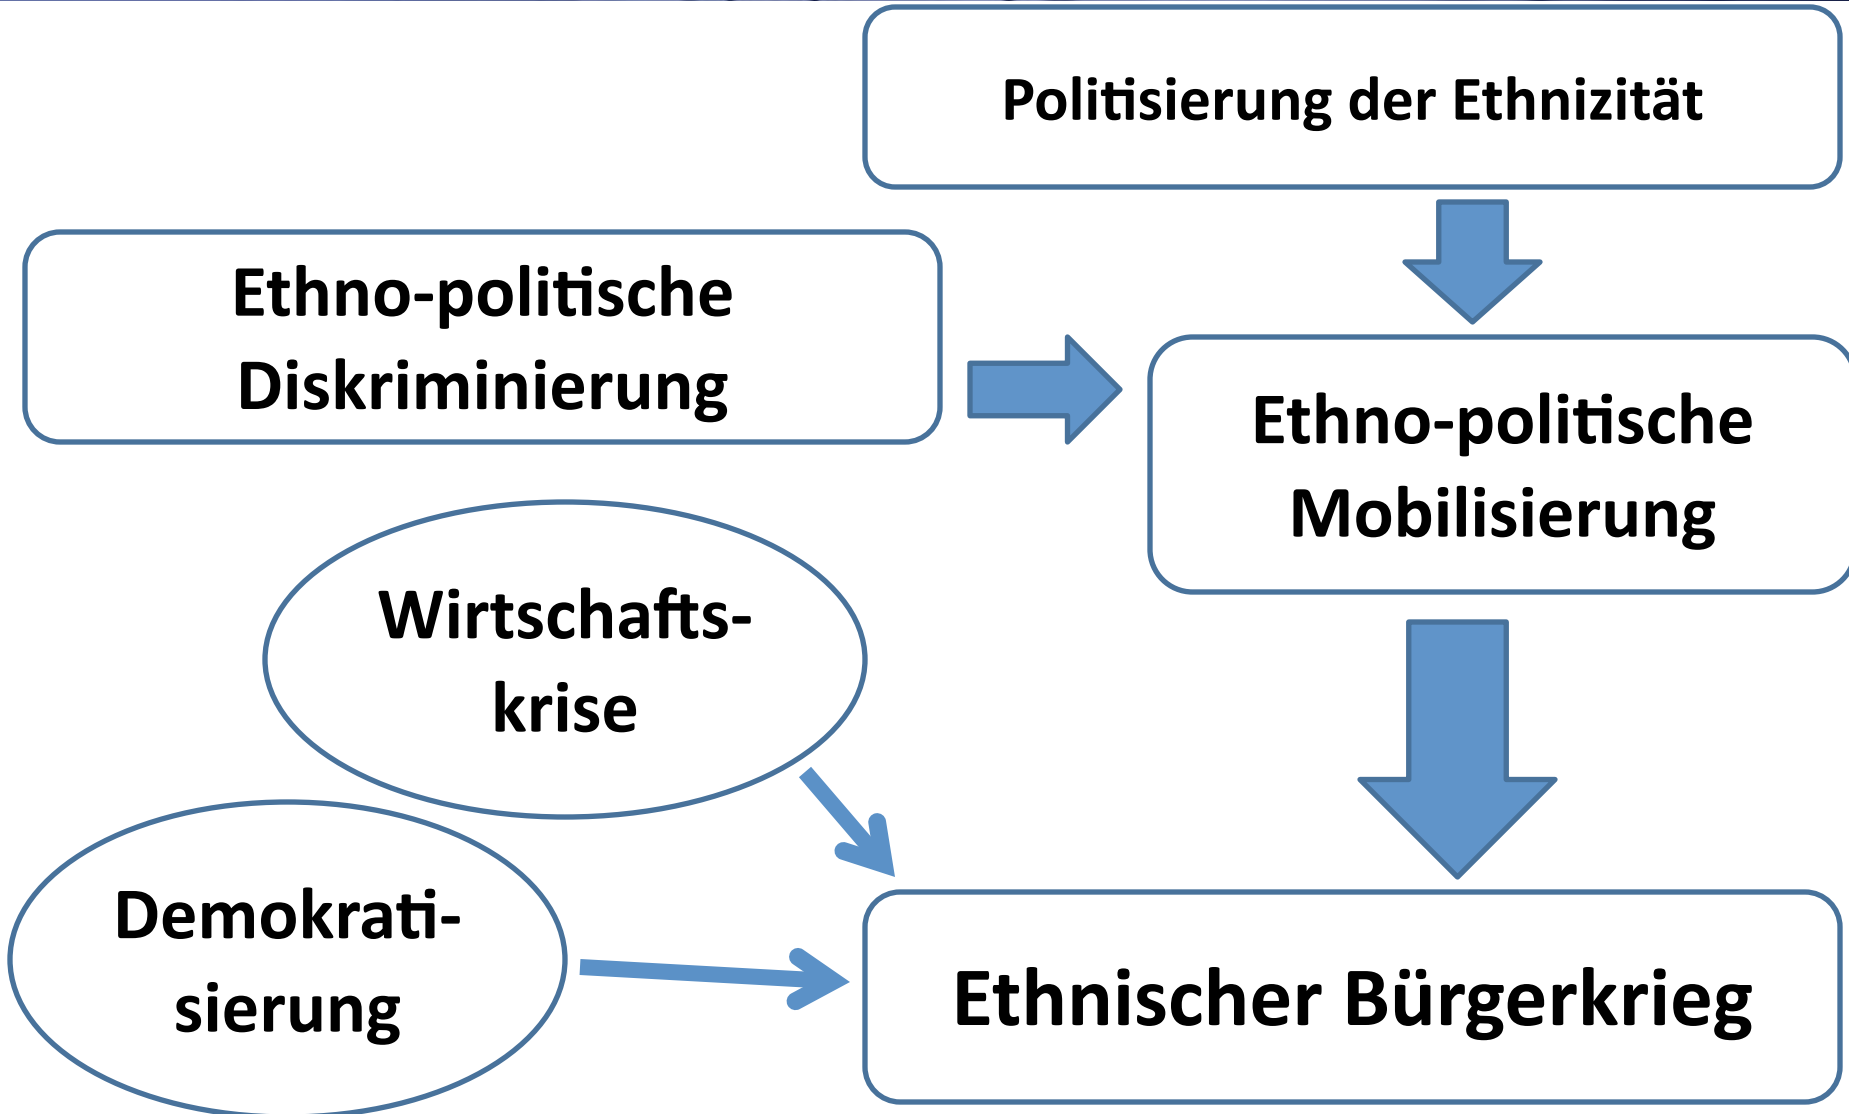 Politisierung der Ethnizität
Ethno-politische
Diskriminierung
Ethno-politische
Mobilisierung
Wirtschafts-
krise
Demokrati-
sierung
Ethnischer Bürgerkrieg